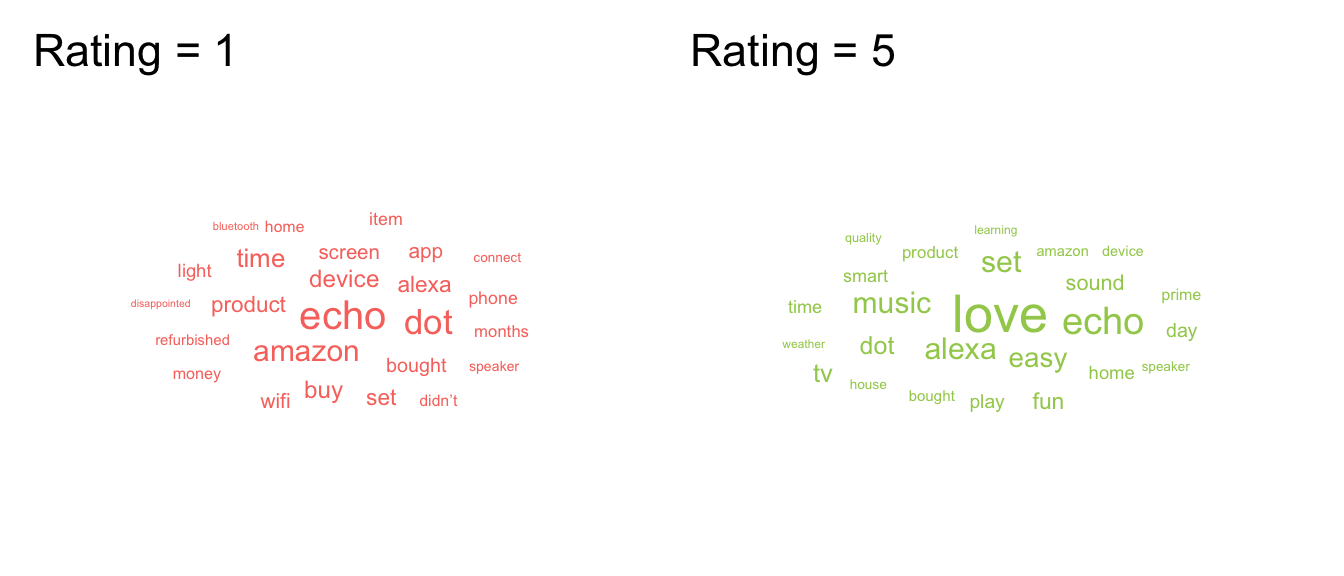 Rating = 1
bluetooth home item
time screen app connect
light device alexa
disappointed product echo dot phone
refurbished amazon months
money bought speaker
wifi buy set didn't
Rating = 5
quality learning
product set amazon device
smart sound
time music love echo prime
weather dot alexa easy day
tv house home speaker
bought play fun